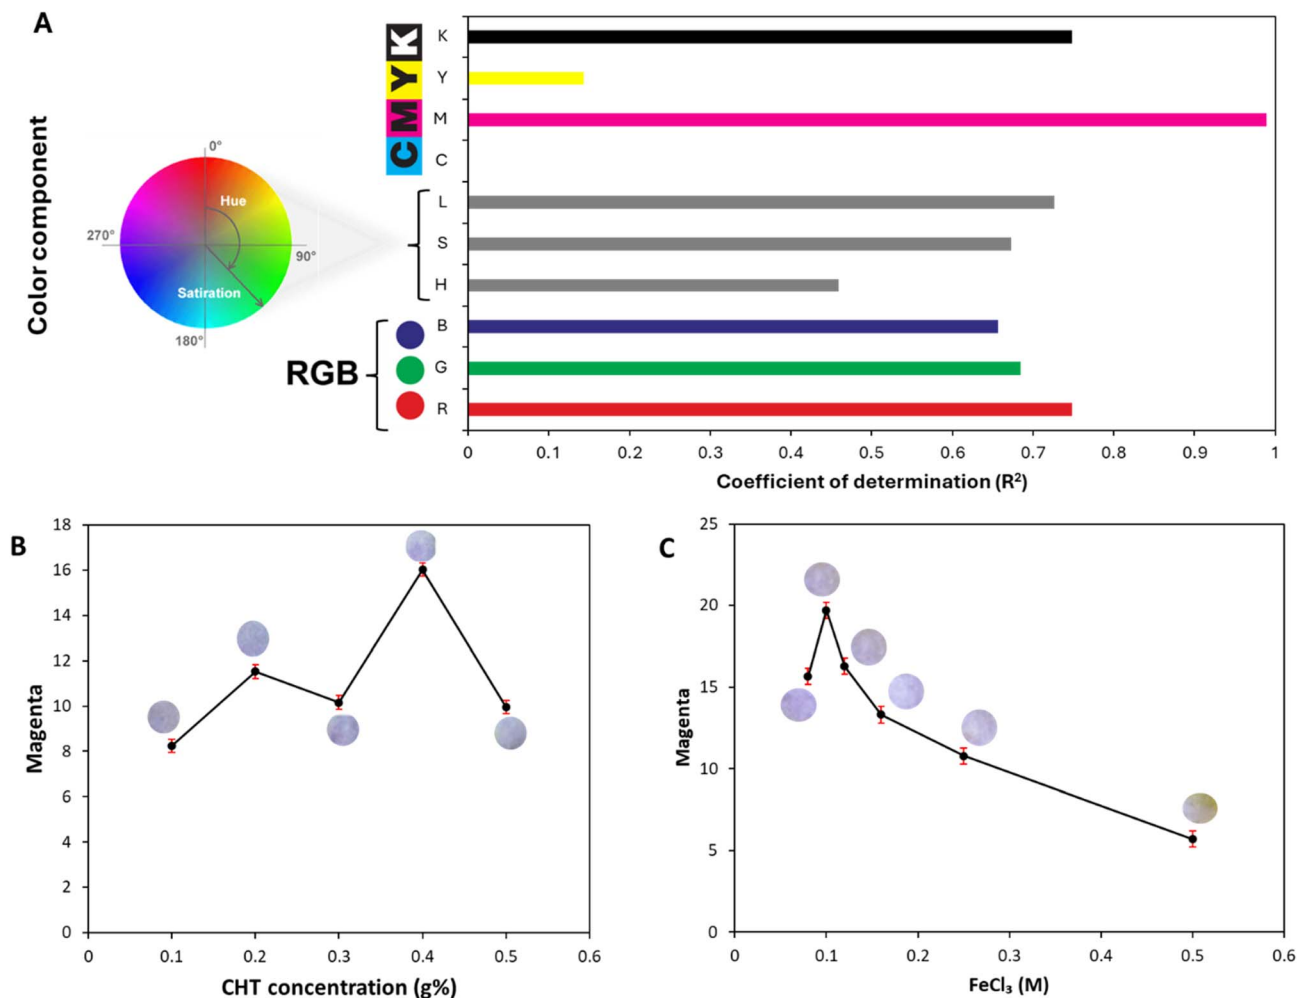 A
Color component
0°
Hue
270°
90°
Satiration
180°
CMYK
RGB
K
Y
M
C
L
S
H
B
G
R
0 0.1 0.2 0.3 0.4 0.5 0.6 0.7 0.8 0.9 1
Coefficient of determination (R²)
B
Magenta
18
16
14
12
10
8
6
4
2
0
0 0.1 0.2 0.3 0.4 0.5 0.6
CHT concentration (g%)
C
Magenta
25
20
15
10
5
0
0 0.1 0.2 0.3 0.4 0.5 0.6
FeCl₃ (M)